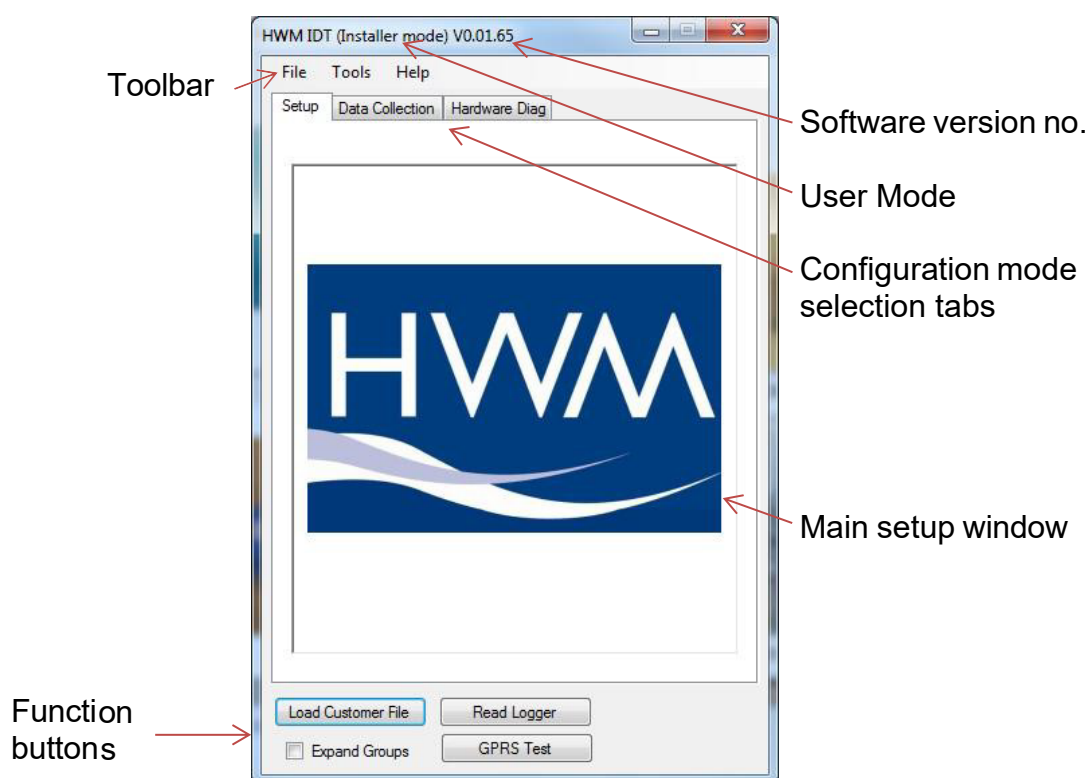 HWM IDT (Installer mode) V0.01.65
Toolbar
File Tools Help
Setup Data Collection Hardware Diag
Software version no.
User Mode
Configuration mode
selection tabs
HWM
Main setup window
Function
buttons
Load Customer File Read Logger
Expand Groups GPRS Test